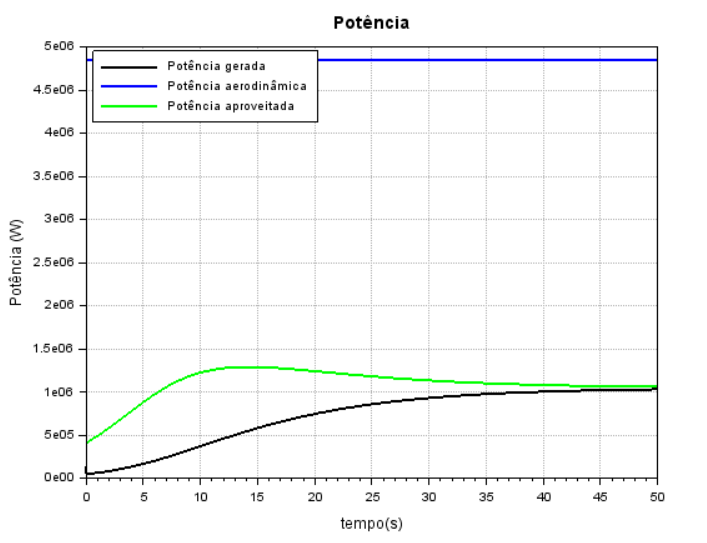 Potência
5e06
4.5e06
4e06
3.5e06
3e06
2.5e06
2e06
1.5e06
1e06
5e05
0e00
Potência gerada
Potência aerodinâmica
Potência aproveitada
Potência (W)
0 5 10 15 20 25 30 35 40 45 50
tempo(s)